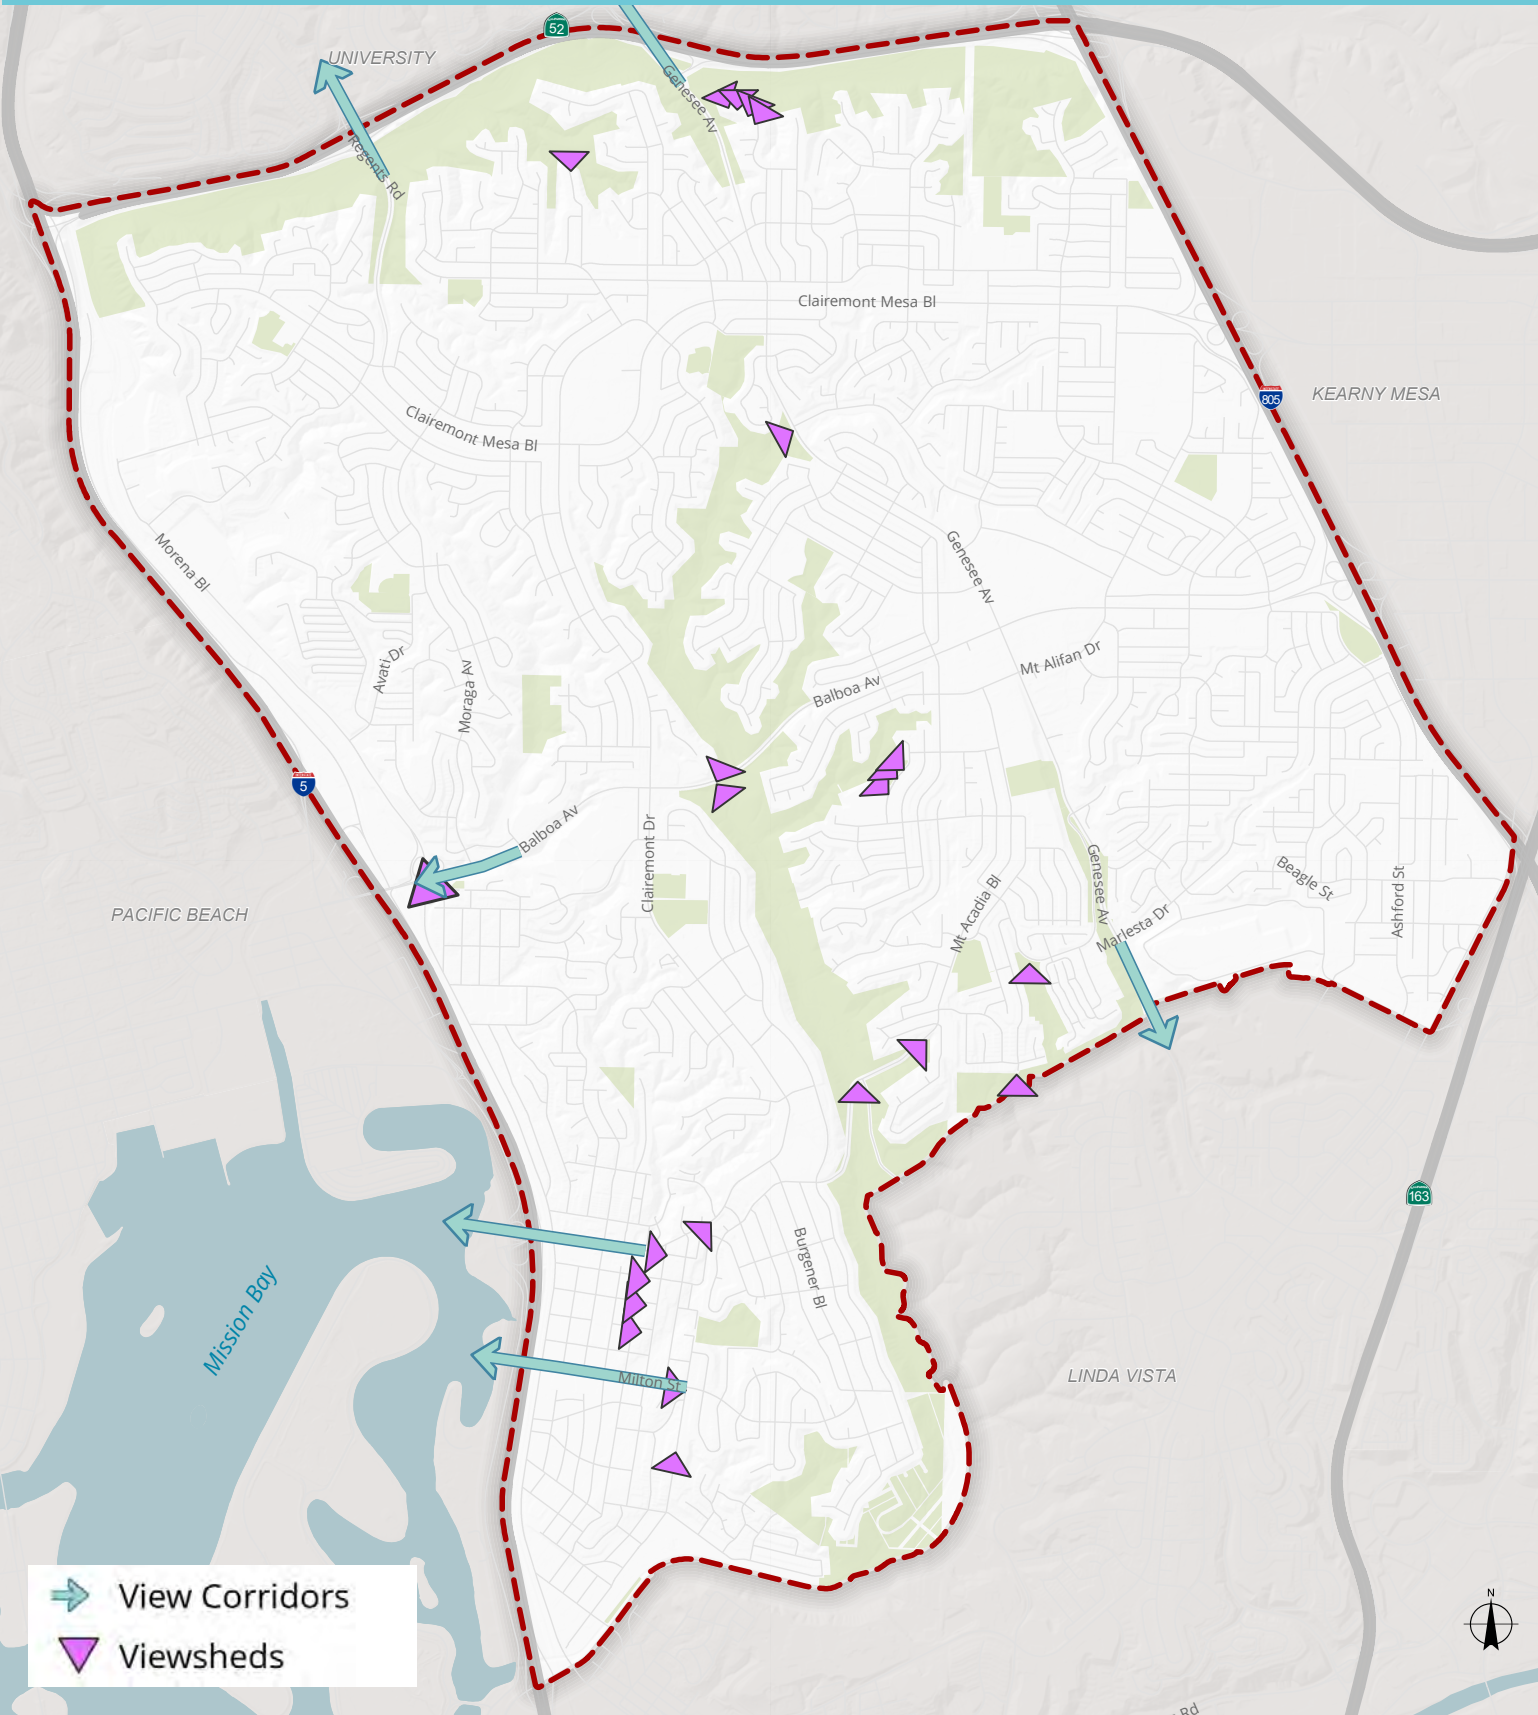 52
UNIVERSITY
Genesee Av
Regents Rd
Clairemont Mesa Bl
805
KEARNY MESA
Clairemont Mesa Bl
Morena Bl
Genesee Av
Avati Dr
Moraga Av
Mt Alifan Dr
Balboa Av
5
Balboa Av
Clairemont Dr
Genesee Av
Beagle St
Ashford St
Mt Acadia Bl
Marlesta Dr
PACIFIC BEACH
163
Burgener Bl
Mission Bay
Milton St
LINDA VISTA
View Corridors
Viewsheds
N
Rd